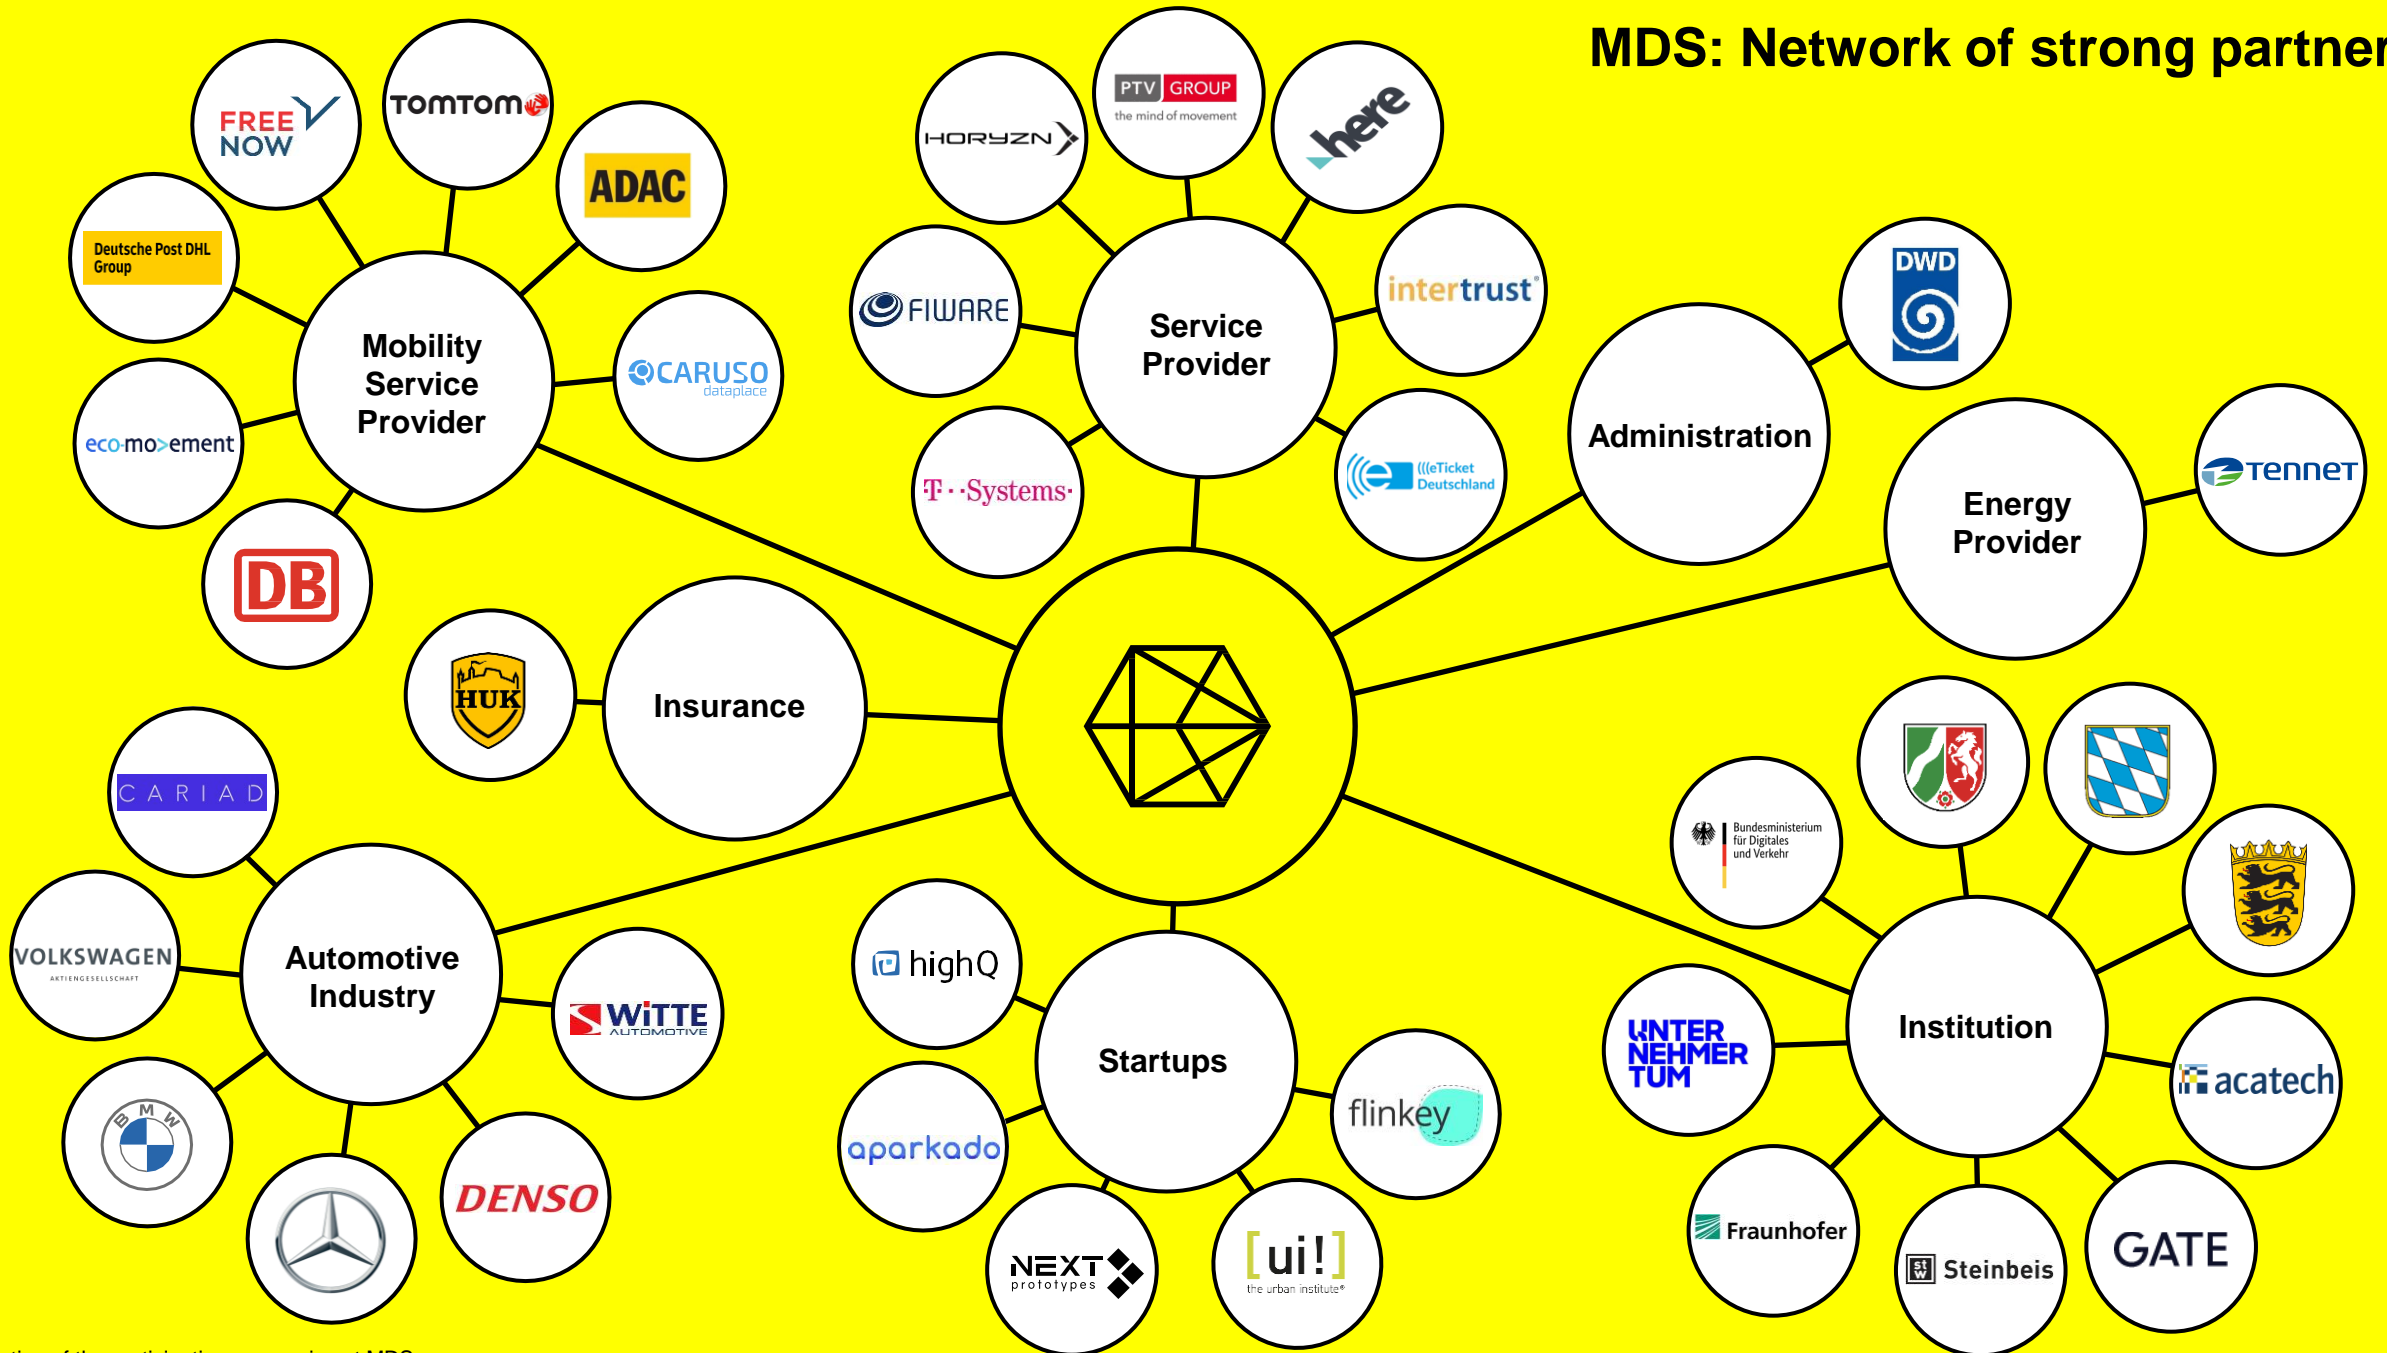 MDS: Network of strong partner
FREE
NOW
TOMTOM
ADAC
Deutsche Post DHL
Group
Mobility
Service
Provider
CARUSO
dataplace
eco-mo>ement
DB
HORYZN
PTV GROUP
the mind of movement
here
FIWARE
Service
Provider
intertrust®
T··Systems·
(((eTicket
Deutschland
Administration
DWD
Energy
Provider
TENNET
HUK
Insurance
CARIAD
VOLKSWAGEN
AKTIENGESELLSCHAFT
Automotive
Industry
WiTTE
AUTOMOTIVE
BMW
DENSO
highQ
Startups
aparkado
flinkey
NEXT
prototypes
[ui!]
the urban institute®
Bundesministerium
für Digitales
und Verkehr
UNTER
NEHMER
TUM
Institution
acatech
Fraunhofer
stw Steinbeis
GATE